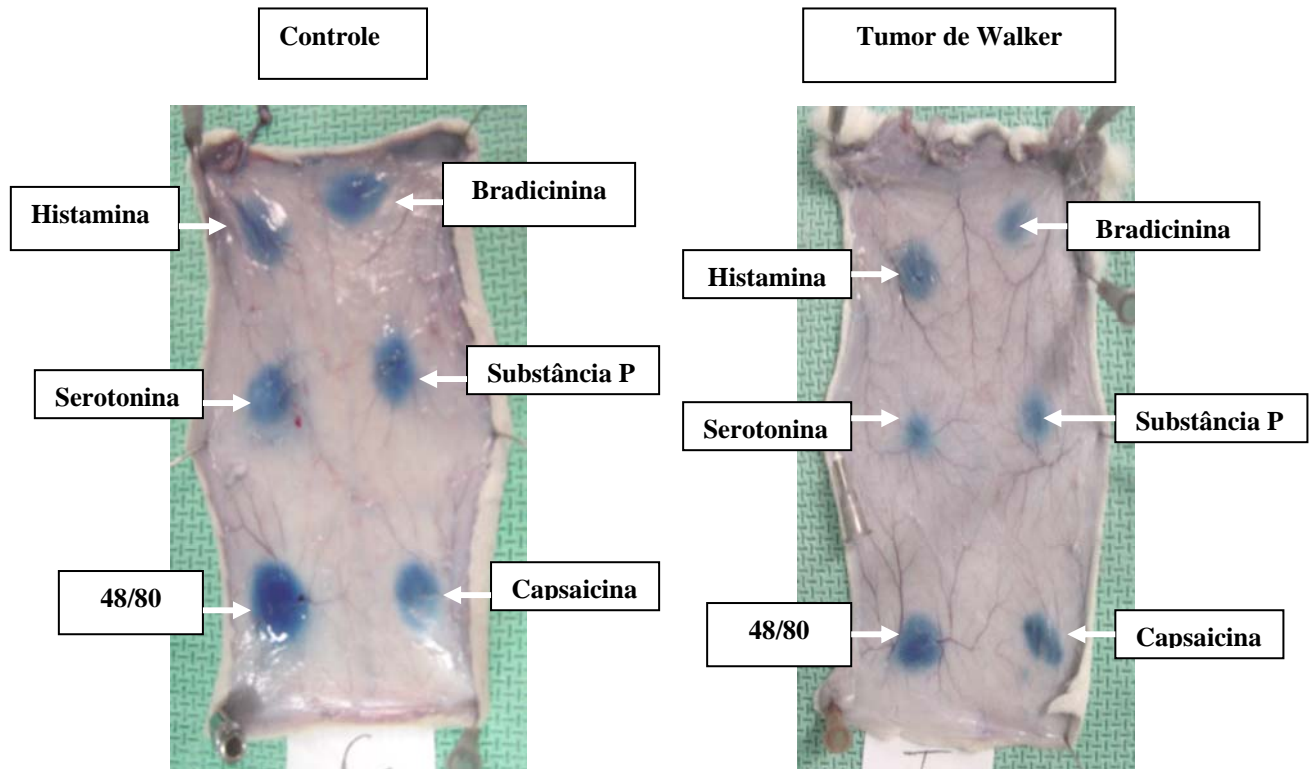 Controle
Tumor de Walker
Histamina
Bradicinina
Serotonina
Substância P
48/80
Capsaicina
Bradicinina
Histamina
Serotonina
Substância P
48/80
Capsaicina